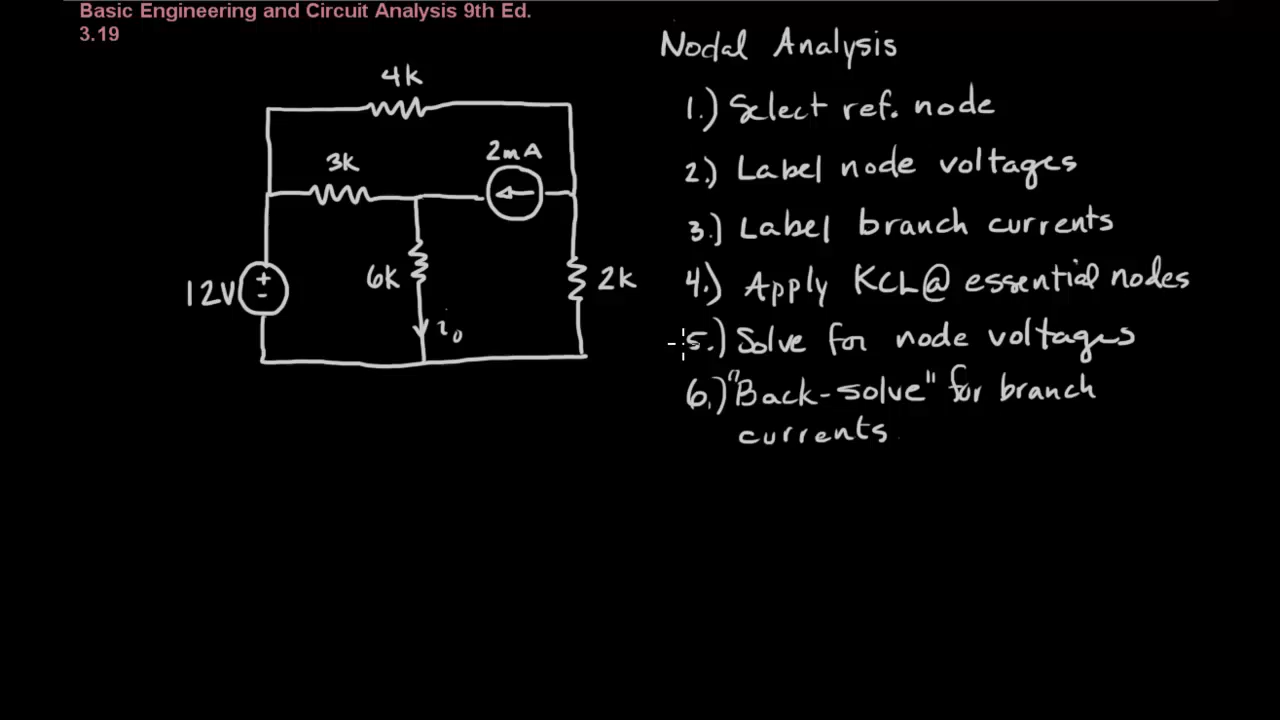 Basic Engineering and Circuit Analysis 9th Ed.
3.19
Nodal Analysis
1.) Select ref. node
2.) Label node voltages
3.) Label branch currents
4.) Apply KCL@ essential nodes
5.) Solve for node voltages
6.) "Back-solve" for branch
currents
4k
3k
2mA
12V
+
-
6k
io
2k